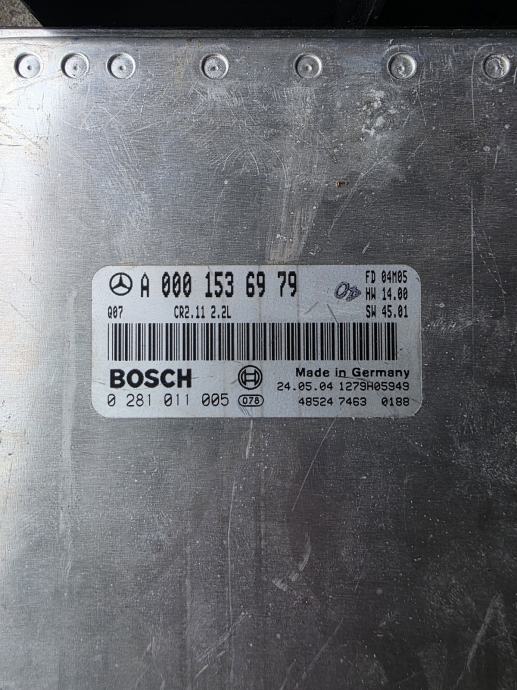 A 000 153 69 79
FD 04M05
HW 14.00
Q07 CR2.11 2.2L SW 45.01
BOSCH
Made in Germany
24.05.04 1279H05949
0 281 011 005 078
48524 7463 0188